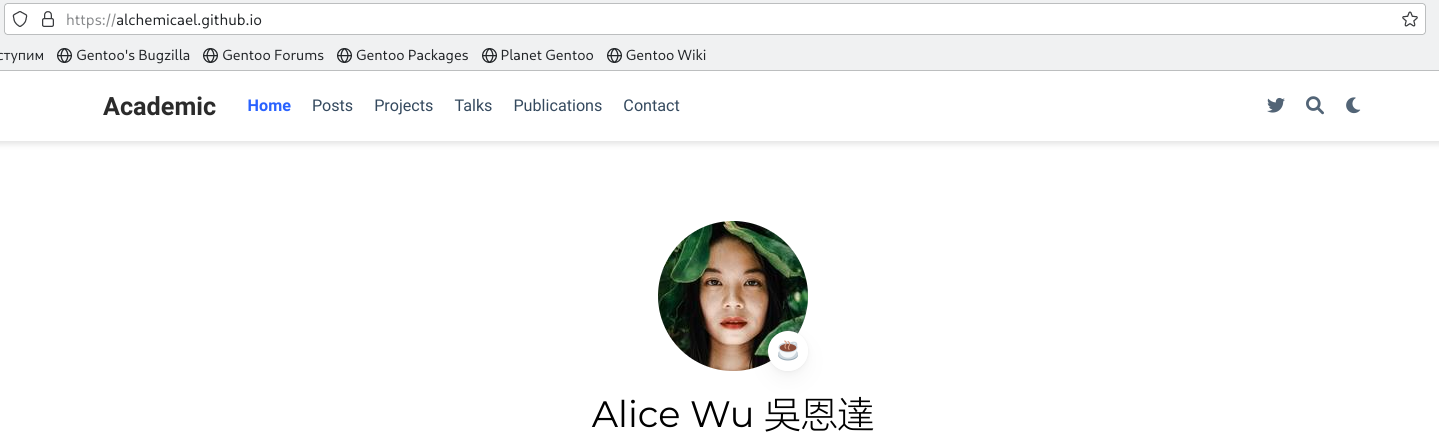 https://alchemicael.github.io
ступим Gentoo's Bugzilla Gentoo Forums Gentoo Packages Planet Gentoo Gentoo Wiki
Academic Home Posts Projects Talks Publications Contact
Alice Wu 吳恩達